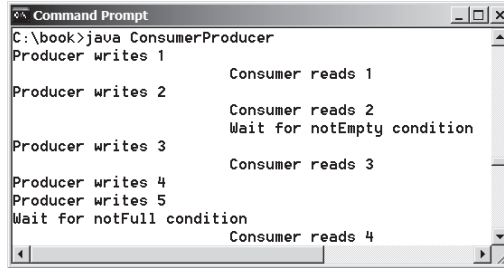 Command Prompt
C:\book>java ConsumerProducer
Producer writes 1
Consumer reads 1
Producer writes 2
Consumer reads 2
Wait for notEmpty condition
Producer writes 3
Consumer reads 3
Producer writes 4
Producer writes 5
Wait for notFull condition
Consumer reads 4